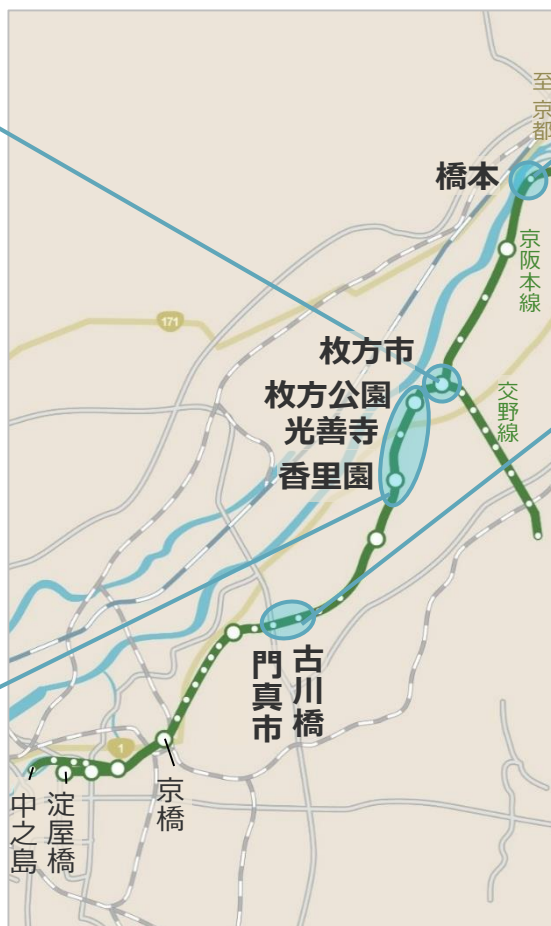 至京都
橋本
京阪本線
171
枚方市
枚方公園
光善寺
香里園
交野線
門真市
古川橋
1
京橋
淀屋橋
中之島